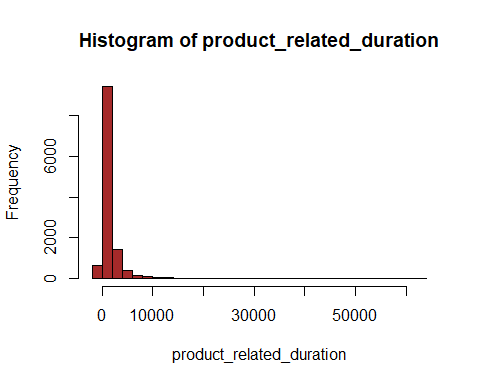 Histogram of product_related_duration
Frequency
6000
2000
0
0 10000 30000 50000
product_related_duration